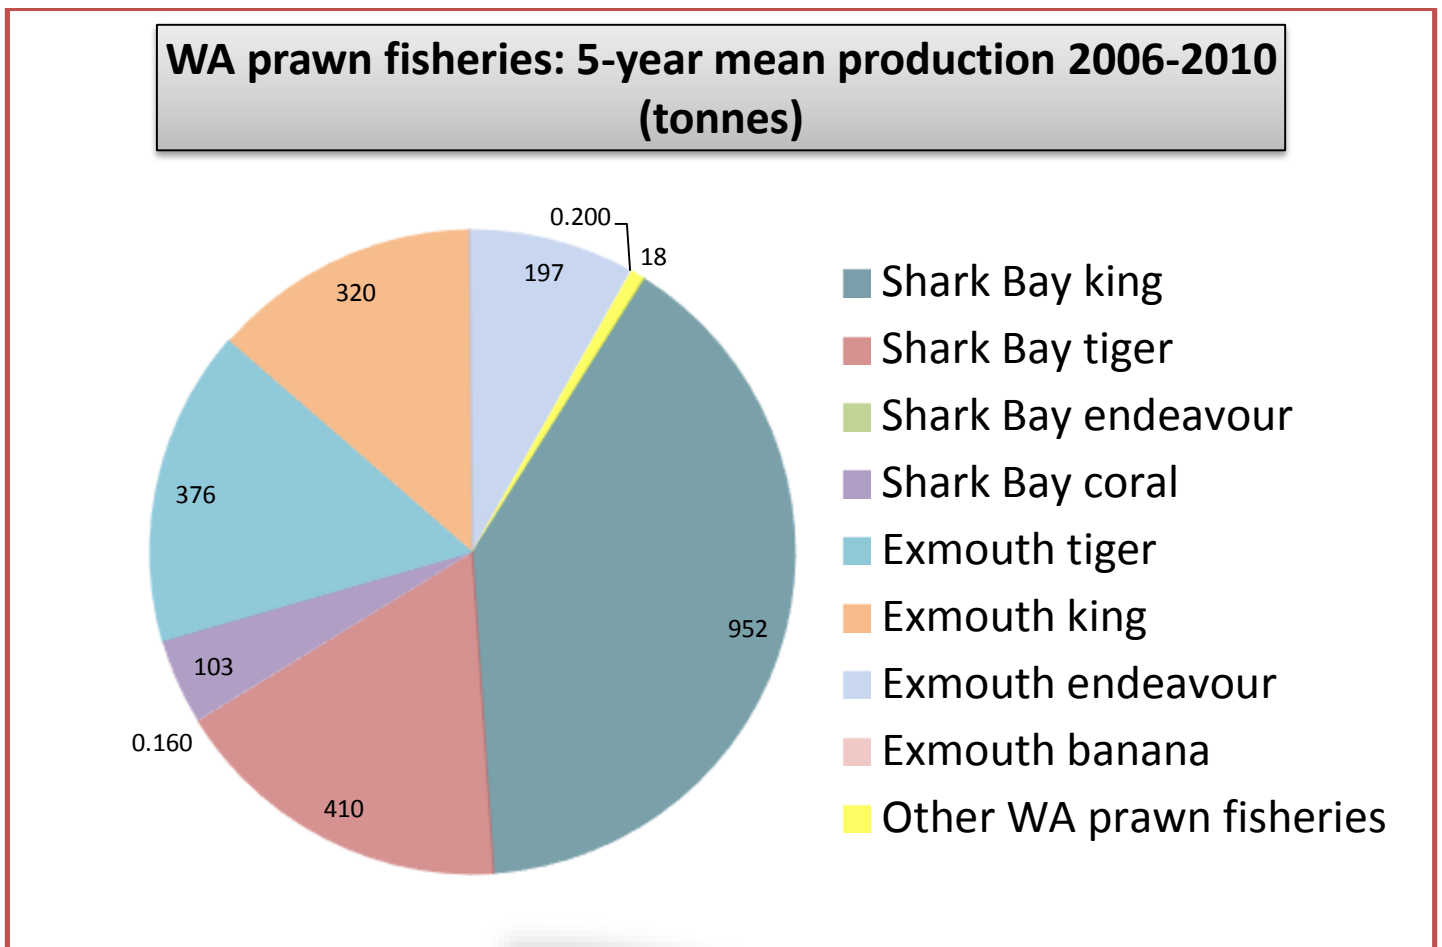 WA prawn fisheries: 5-year mean production 2006-2010
(tonnes)
0.200
18
197
320
376
952
103
0.160
410
Shark Bay king
Shark Bay tiger
Shark Bay endeavour
Shark Bay coral
Exmouth tiger
Exmouth king
Exmouth endeavour
Exmouth banana
Other WA prawn fisheries